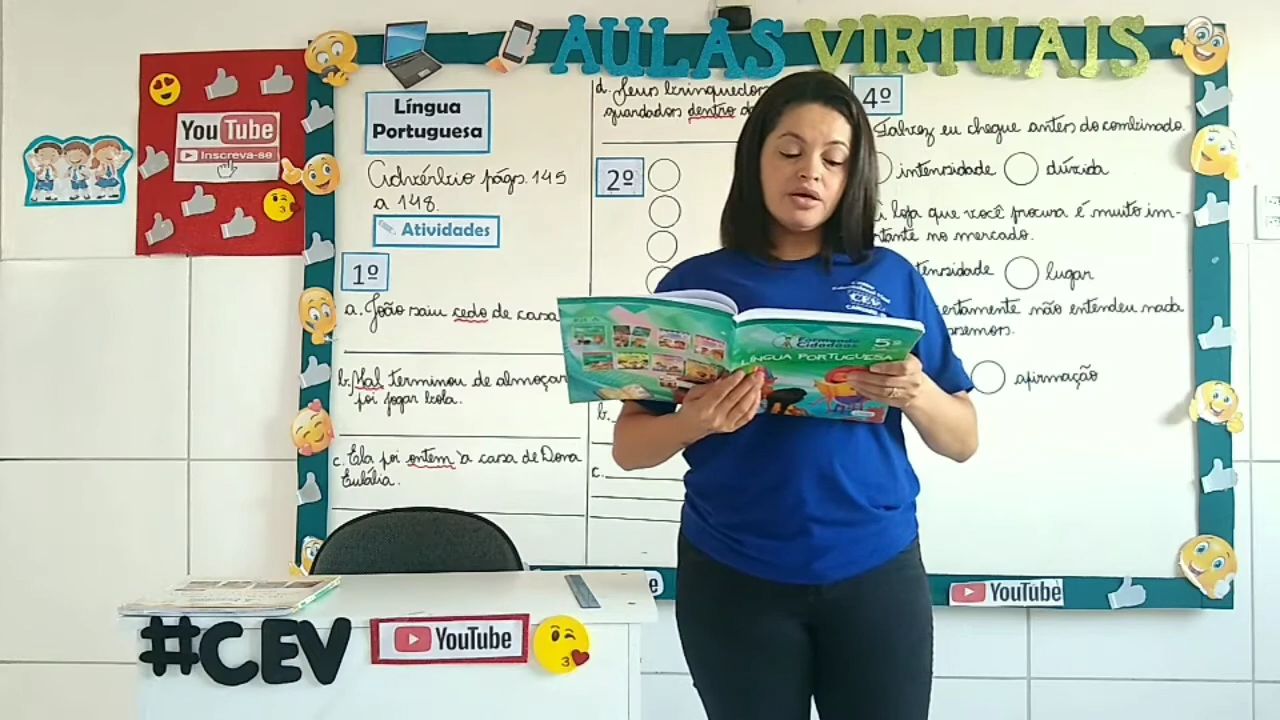 AULAS VIRTUAIS
YouTube
Inscreva-se
Língua
Portuguesa
Advérbio págs. 145
a 148.
Atividades
1º
a. João saiu cedo de casa
b. Mal terminou de almoçar
foi jogar bola.
c. Ela foi ontem à casa de Dona
Eulália.
d. Seus brinquedos
guardados dentro
2º
b.
c.
4º
Talvez eu chegue antes do combinado.
intensidade
dúvida
loja que você procura é muito im-
portante no mercado.
lugar
não entendeu nada
afirmação
Formando
Cidadãos
5º
LÍNGUA PORTUGUESA
CEV
#CEV
YouTube
YouTube